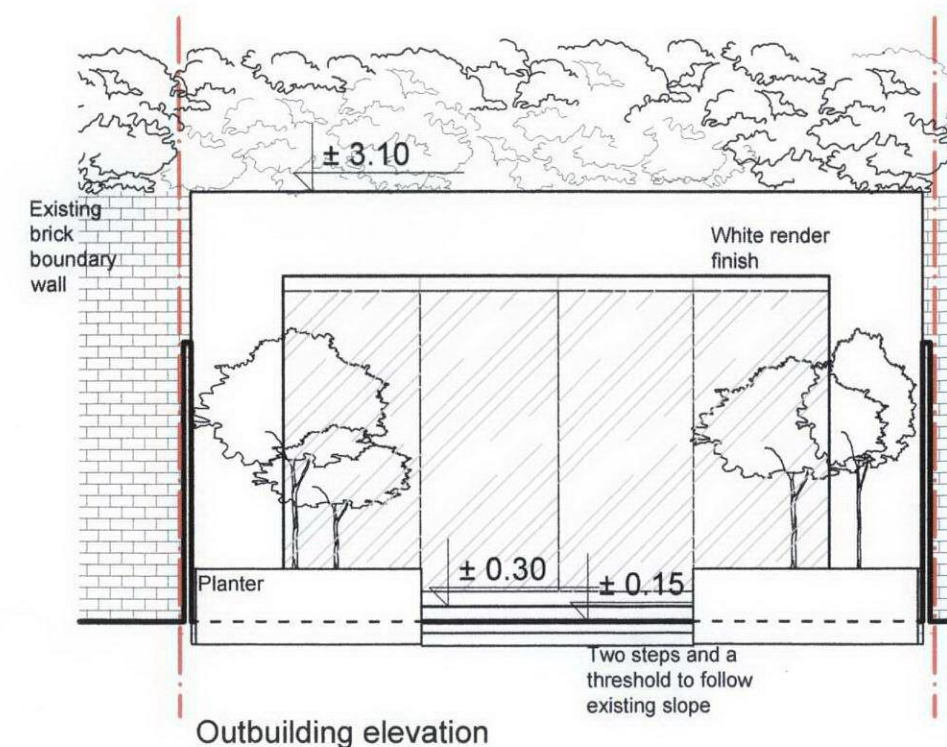 ± 3.10
Existing
brick
boundary
wall
White render
finish
± 0.30
± 0.15
Planter
Two steps and a
threshold to follow
existing slope
Outbuilding elevation